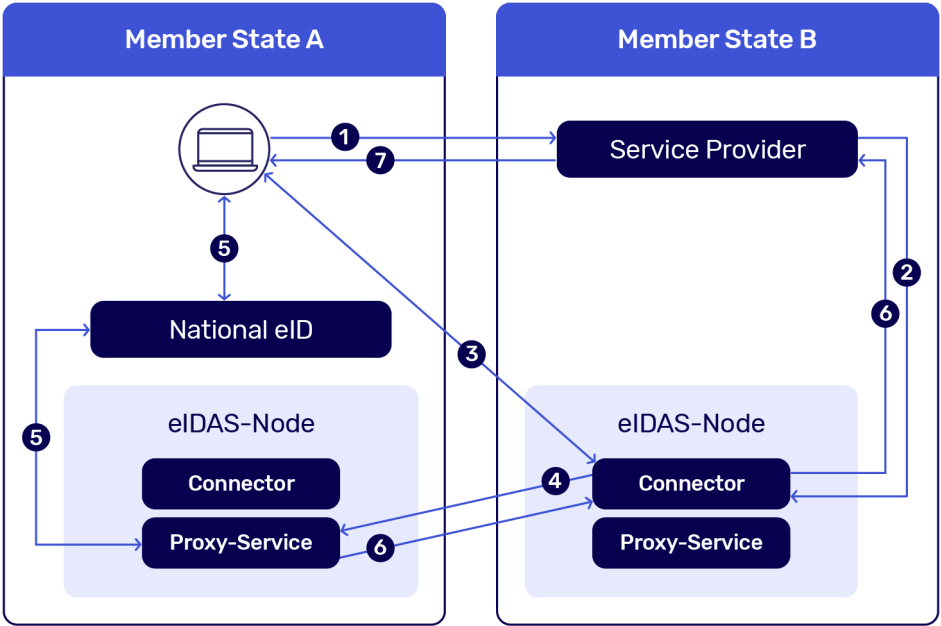 Member State A
Member State B
1
Service Provider
7
5
2
6
National eID
3
eIDAS-Node
eIDAS-Node
5
Connector
4
Connector
Proxy-Service
6
Proxy-Service